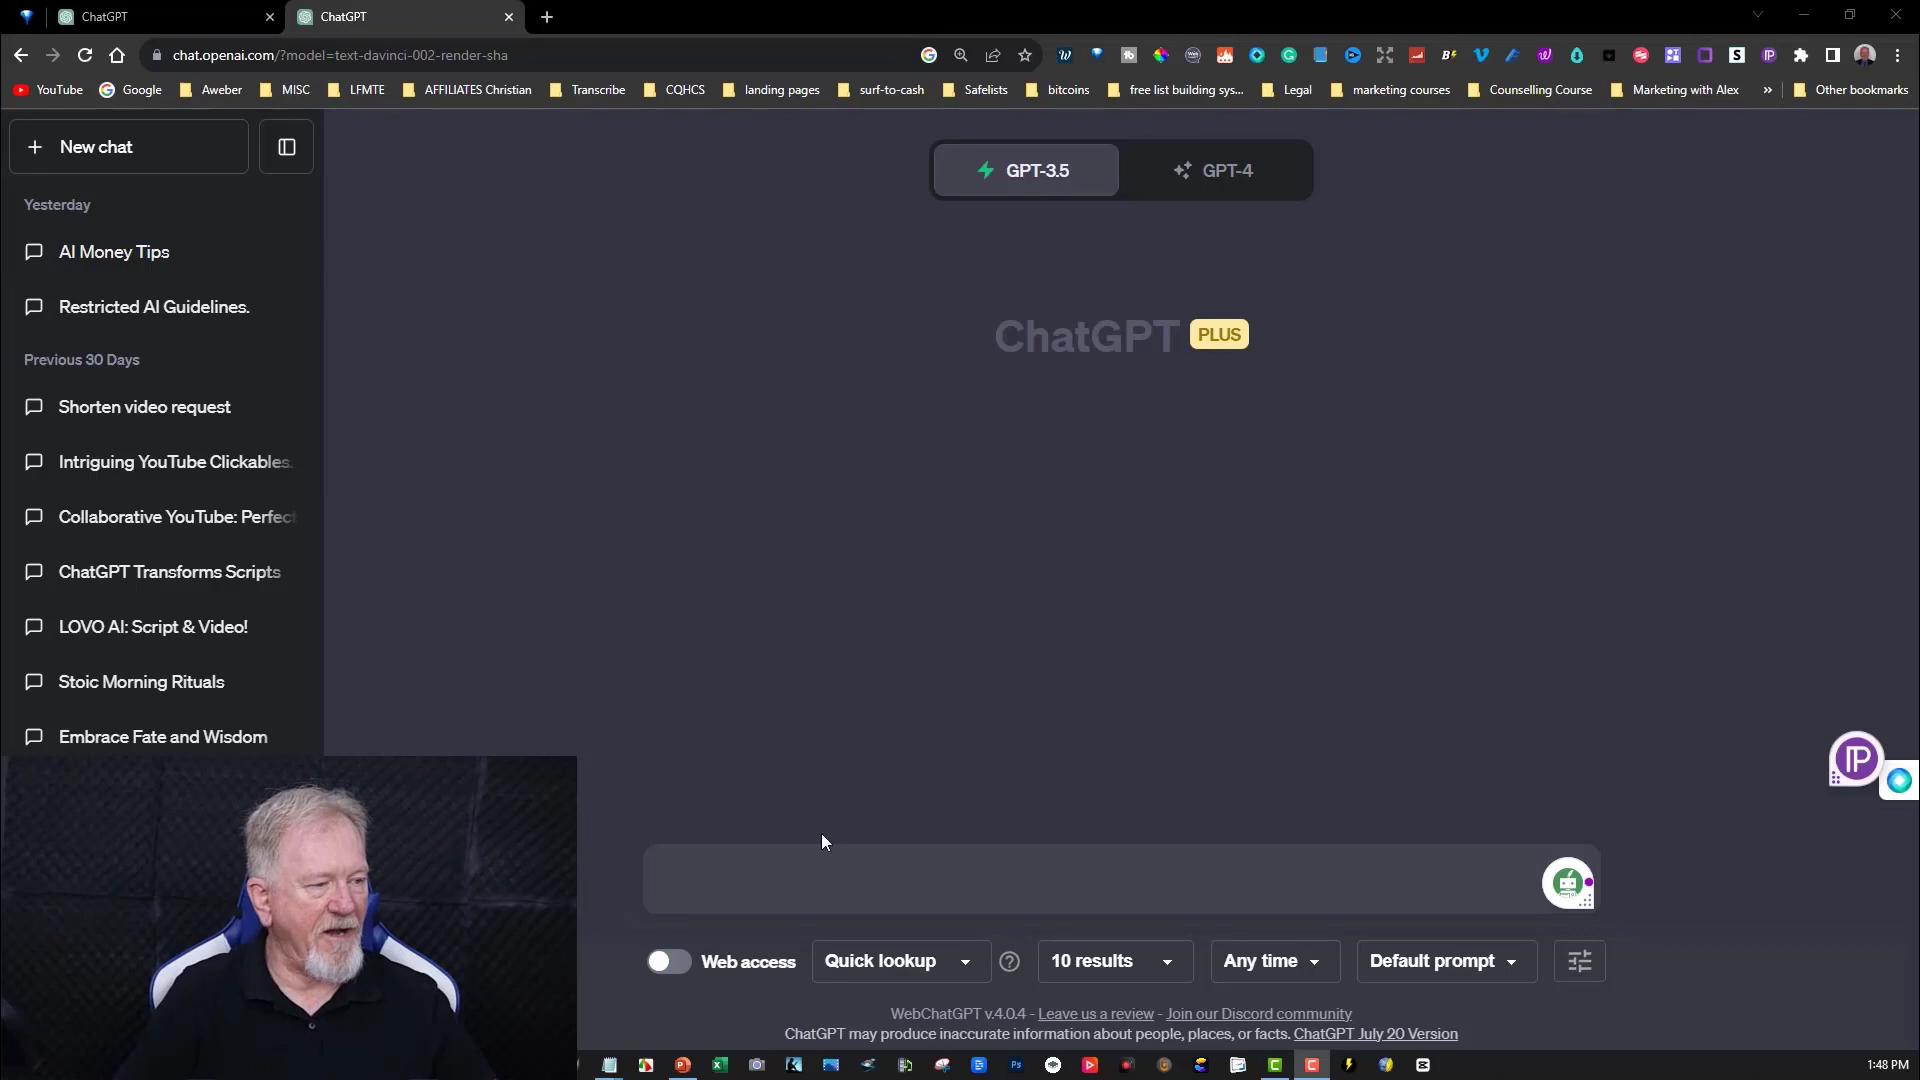 ChatGPT
ChatGPT
chat.openai.com/?model=text-davinci-002-render-sha
YouTube
Google
Aweber
MISC
LFMTE
AFFILIATES Christian
Transcribe
CQHCS
landing pages
surf-to-cash
Safelists
bitcoins
free list building sys...
Legal
marketing courses
Counselling Course
Marketing with Alex
»
Other bookmarks
+ New chat
GPT-3.5
GPT-4
Yesterday
AI Money Tips
Restricted AI Guidelines.
ChatGPT PLUS
Previous 30 Days
Shorten video request
Intriguing YouTube Clickables.
Collaborative YouTube: Perfect
ChatGPT Transforms Scripts
LOVO AI: Script & Video!
Stoic Morning Rituals
Embrace Fate and Wisdom
Web access
Quick lookup
10 results
Any time
Default prompt
WebChatGPT v.4.0.4 - Leave us a review - Join our Discord community
ChatGPT may produce inaccurate information about people, places, or facts. ChatGPT July 20 Version
1:48 PM